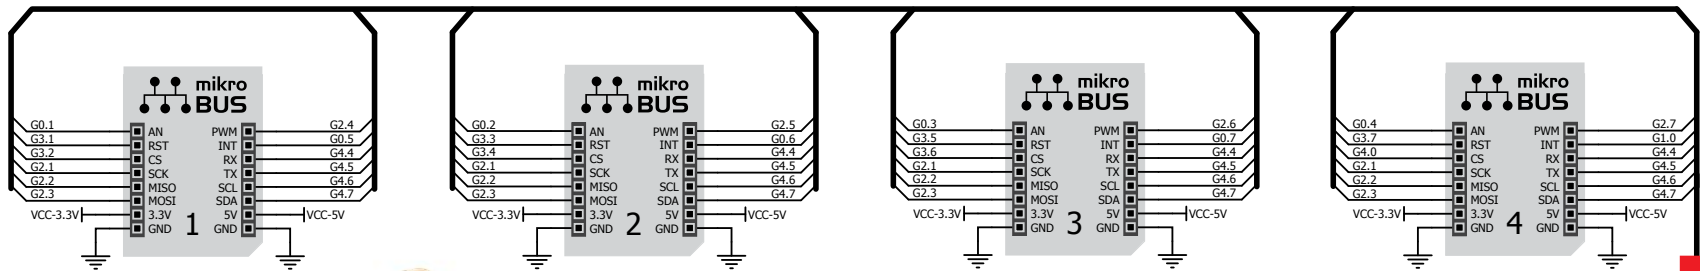 mikro
BUS
G0.1 AN PWM G2.4
G3.1 RST INT G0.5
G3.2 CS RX G4.4
G2.1 SCK TX G4.5
G2.2 MISO SCL G4.6
G2.3 MOSI SDA G4.7
VCC-3.3V 3.3V 5V VCC-5V
GND GND
1
mikro
BUS
G0.2 AN PWM G2.5
G3.3 RST INT G0.6
G3.4 CS RX G4.4
G2.1 SCK TX G4.5
G2.2 MISO SCL G4.6
G2.3 MOSI SDA G4.7
VCC-3.3V 3.3V 5V VCC-5V
GND GND
2
mikro
BUS
G0.3 AN PWM G2.6
G3.5 RST INT G0.7
G3.6 CS RX G4.4
G2.1 SCK TX G4.5
G2.2 MISO SCL G4.6
G2.3 MOSI SDA G4.7
VCC-3.3V 3.3V 5V VCC-5V
GND GND
3
mikro
BUS
G0.4 AN PWM G2.7
G3.7 RST INT G1.0
G4.0 CS RX G4.4
G2.1 SCK TX G4.5
G2.2 MISO SCL G4.6
G2.3 MOSI SDA G4.7
VCC-3.3V 3.3V 5V VCC-5V
GND GND
4